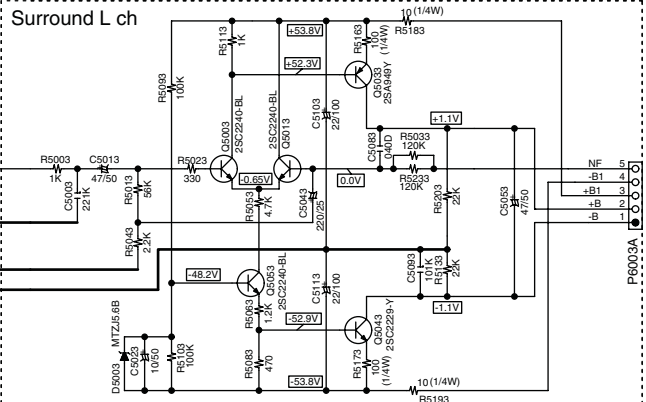 Surround L ch
R5113
1K
+53.8V
R5163
100
(1/4W)
10 (1/4W)
R5183
+52.3V
Q5033
2SA949Y
R5093
100K
Q5003
2SC2240-BL
2SC2240-BL
Q5013
C5103
22/100
+1.1V
C5083
040D
R5033
120K
R5233
120K
R5003
1K
C5013
47/50
C5003
221K
R5013
56K
R5023
330
-0.65V
0.0V
R5053
4.7K
C5043
220/25
R5203
22K
C5053
47/50
NF 5
-B1 4
+B1 3
+B 2
-B 1
P6003A
R5043
2.2K
-48.2V
Q5053
2SC2240-BL
C5113
22/100
C5093
101K
R5133
22K
R5063
1.2K
-52.9V
Q5043
2SC2229-Y
-1.1V
MTZJ5.6B
D5003
C5023
10/50
R5103
100K
R5083
470
-53.8V
R5173
100
(1/4W)
10 (1/4W)
R5193